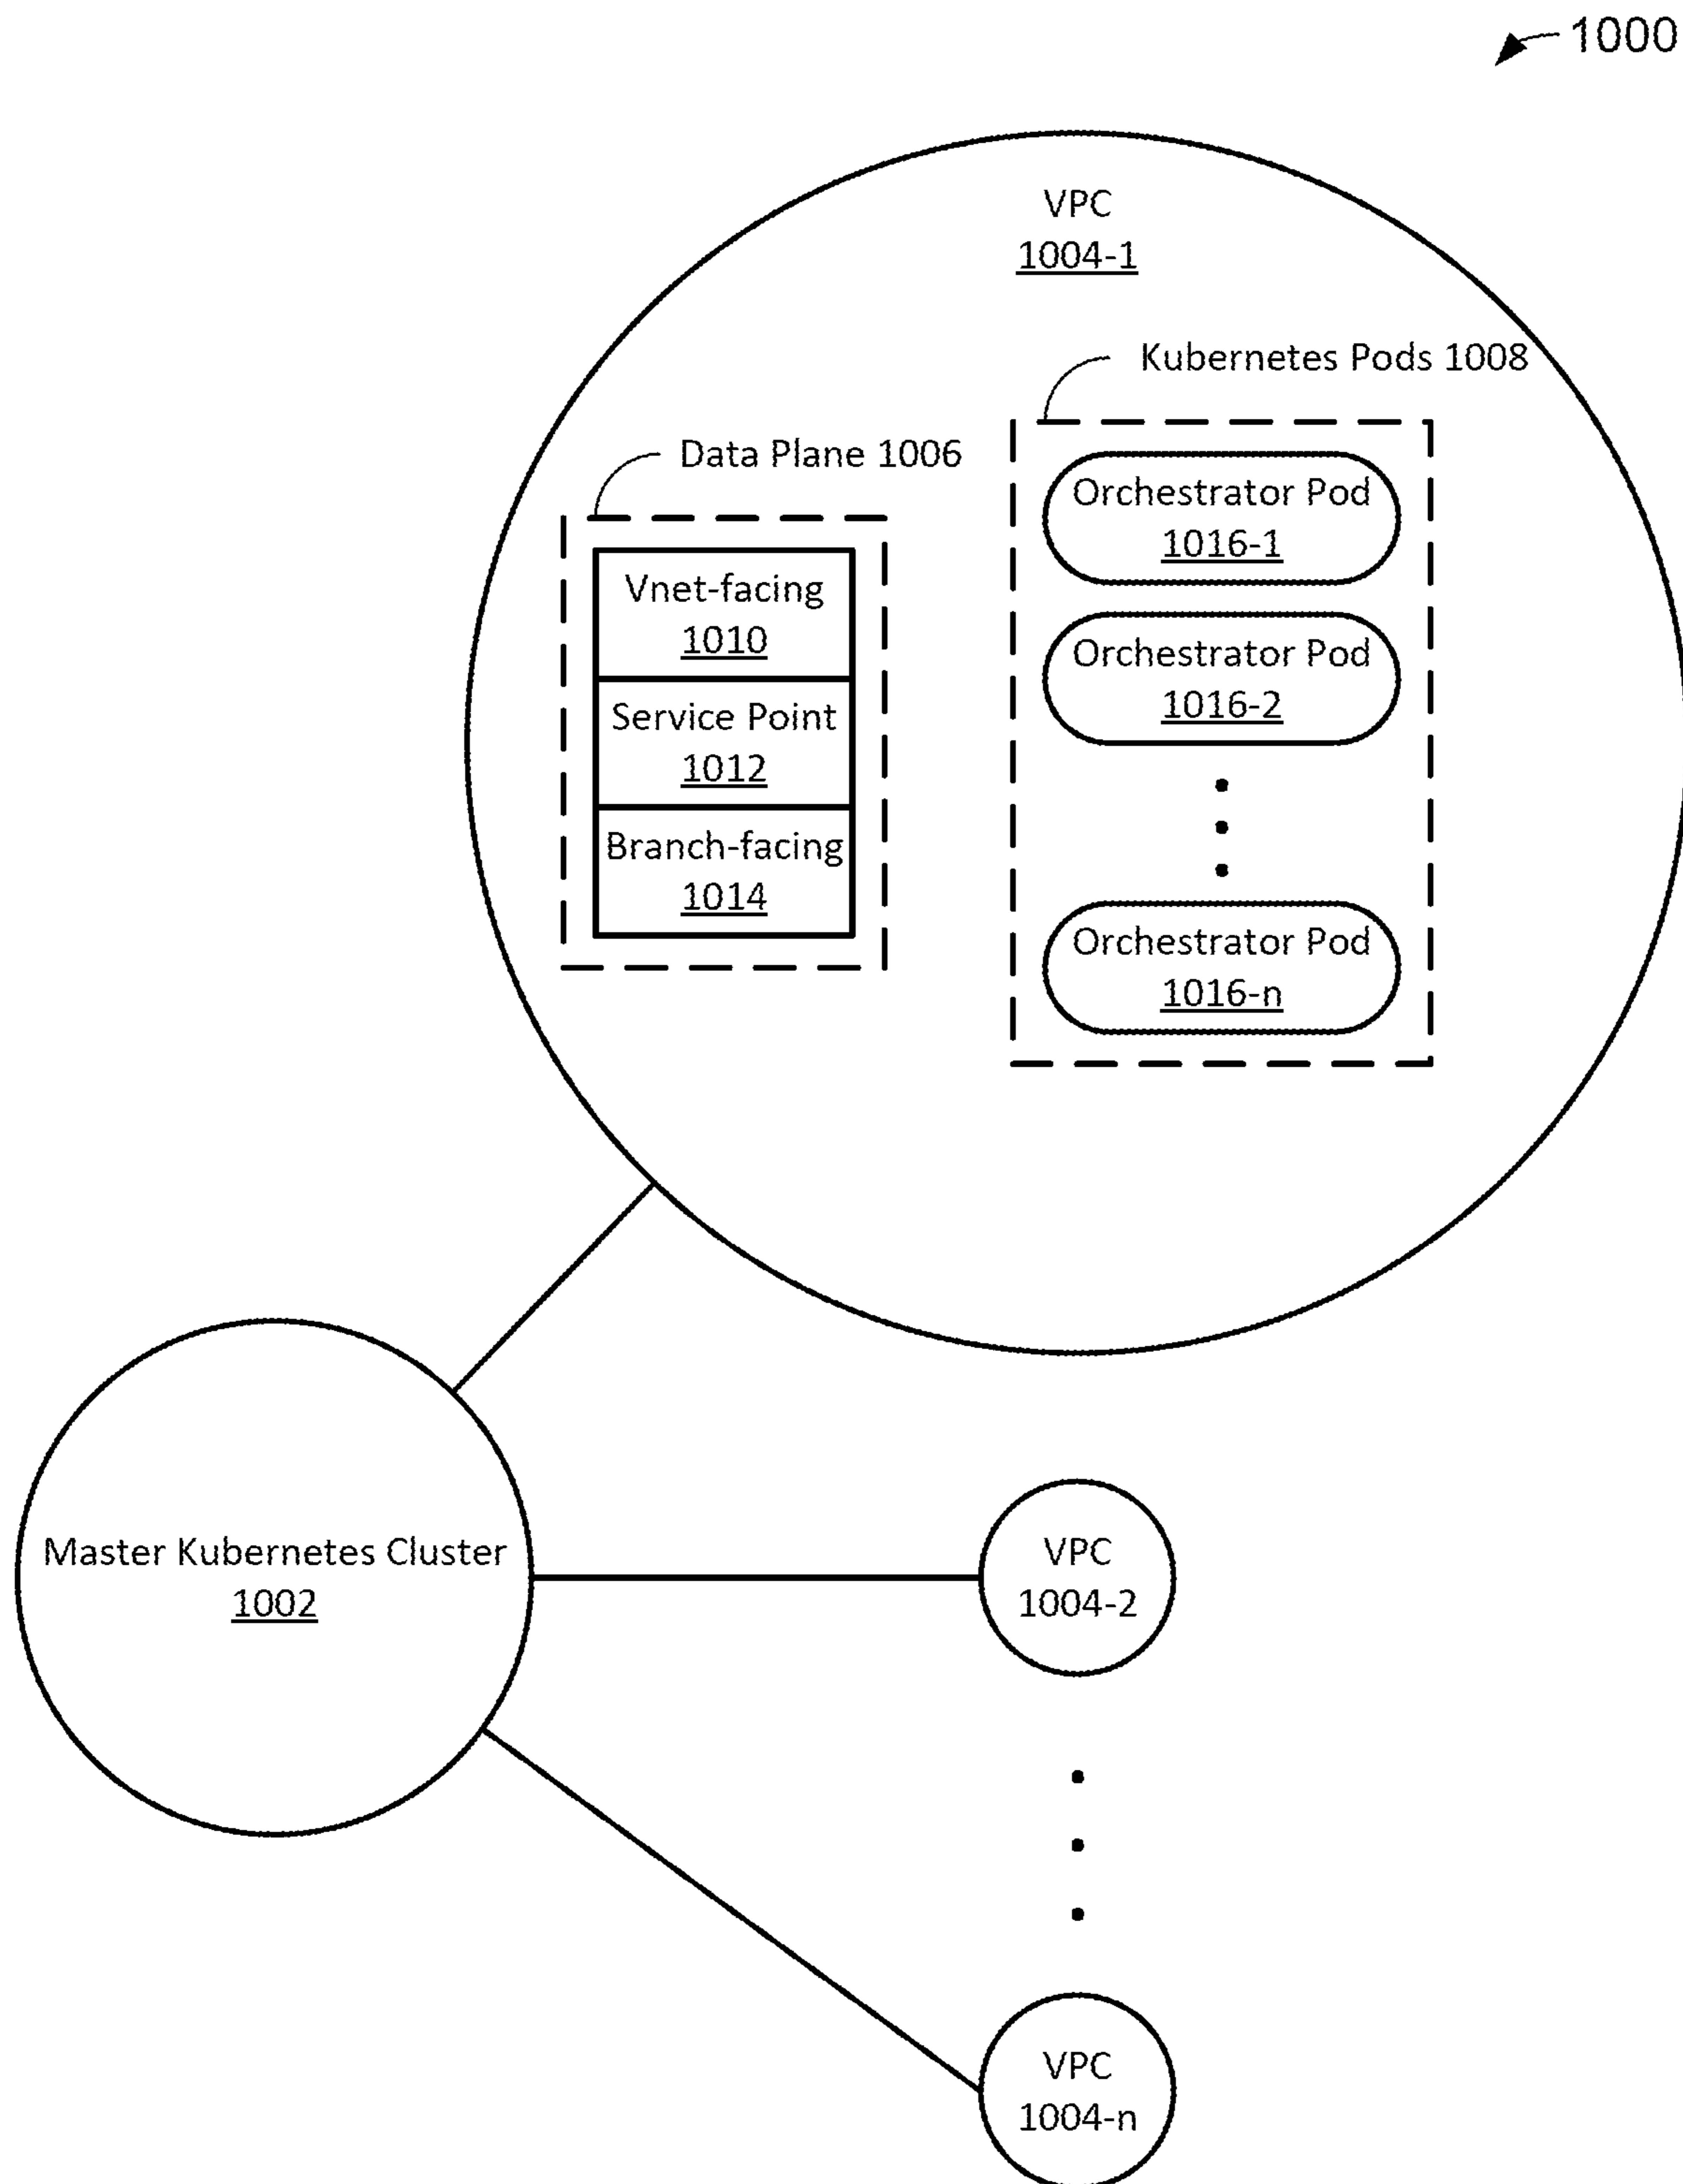 1000
VPC
1004-1
Kubernetes Pods 1008
Data Plane 1006
Orchestrator Pod
1016-1
Vnet-facing
1010
Orchestrator Pod
1016-2
Service Point
1012
Branch-facing
1014
Orchestrator Pod
1016-n
Master Kubernetes Cluster
1002
VPC
1004-2
VPC
1004-n